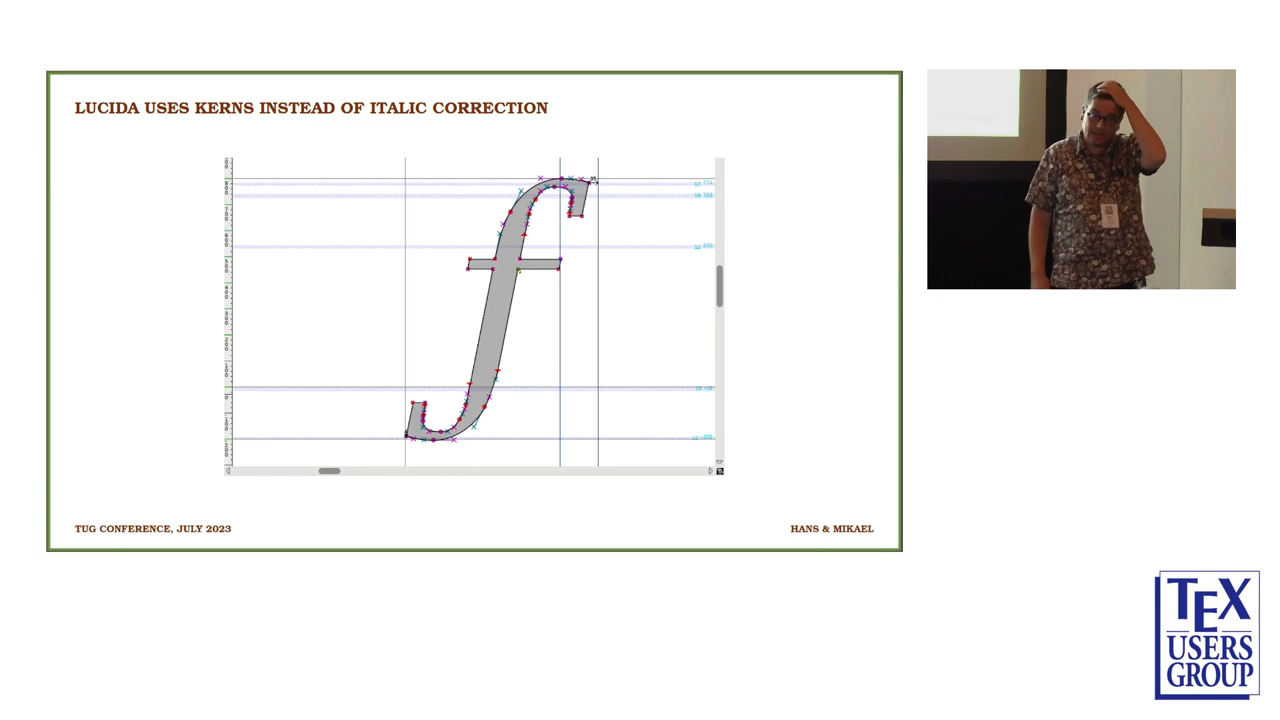 LUCIDA USES KERNS INSTEAD OF ITALIC CORRECTION
TUG CONFERENCE, JULY 2023
HANS & MIKAEL
TEX
USERS
GROUP